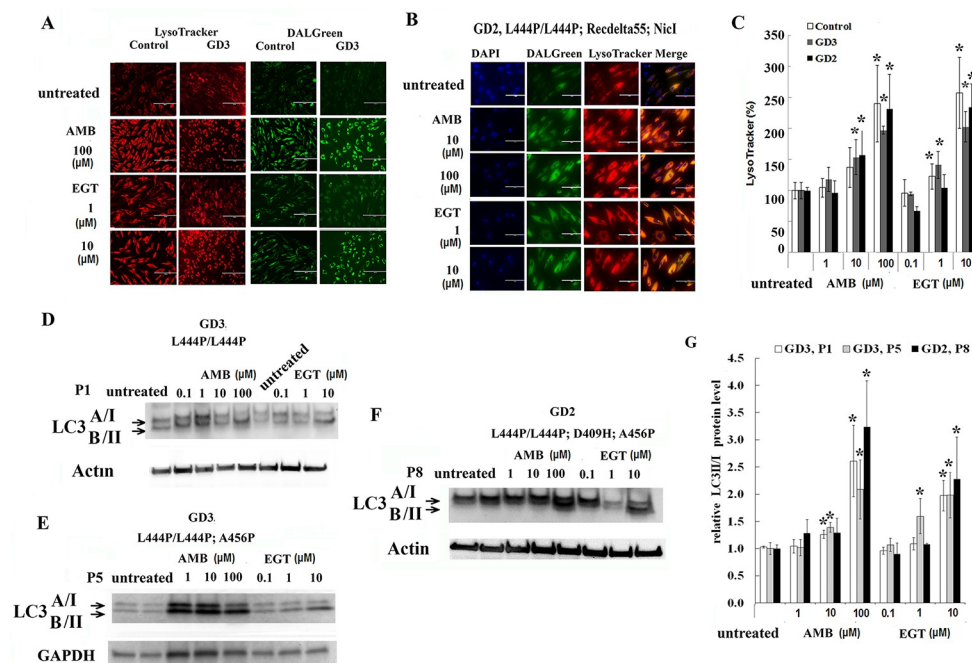 A
LysoTracker
Control GD3
DALGreen
Control GD3
untreated
AMB
100
(µM)
EGT
1
(µM)
10
(µM)
B
GD2, L444P/L444P; Recdelta55; NicI
DAPI DALGreen LysoTracker Merge
untreated
AMB
10
(µM)
100
(µM)
EGT
1
(µM)
10
(µM)
C
Control
GD3
GD2
LysoTracker (%)
350
300
250
200
150
100
50
0
* * * * * * * * * *
1 10 100 0.1 1 10
untreated AMB (µM) EGT (µM)
D
GD3.
L444P/L444P
AMB (µM) untreated EGT (µM)
P1 untreated 0.1 1 10 100 0.1 1 10
LC3 A/I
B/II
Actin
E
GD3.
L444P/L444P; A456P
AMB (µM) EGT (µM)
P5 untreated 1 10 100 0.1 1 10
LC3 A/I
B/II
GAPDH
F
GD2
L444P/L444P; D409H; A456P
AMB (µM) EGT (µM)
P8 untreated 1 10 100 0.1 1 10
LC3 A/I
B/II
Actin
G
GD3, P1 GD3, P5 GD2, P8
relative LC3II/I protein level
4.5
4.0
3.5
3.0
2.5
2.0
1.5
1.0
0.5
0.0
* * * * * * * * *
1 10 100 0.1 1 10
untreated AMB (µM) EGT (µM)